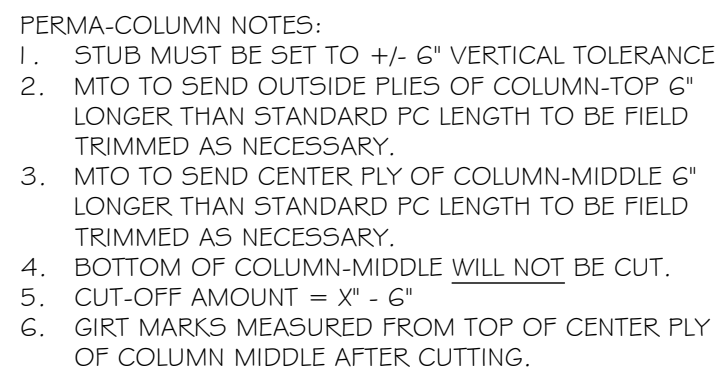 PERMA-COLUMN NOTES:
1. STUB MUST BE SET TO +/- 6" VERTICAL TOLERANCE
2. MTO TO SEND OUTSIDE PLIES OF COLUMN-TOP 6"
LONGER THAN STANDARD PC LENGTH TO BE FIELD
TRIMMED AS NECESSARY.
3. MTO TO SEND CENTER PLY OF COLUMN-MIDDLE 6"
LONGER THAN STANDARD PC LENGTH TO BE FIELD
TRIMMED AS NECESSARY.
4. BOTTOM OF COLUMN-MIDDLE WILL NOT BE CUT.
5. CUT-OFF AMOUNT = X" - 6"
6. GIRT MARKS MEASURED FROM TOP OF CENTER PLY
OF COLUMN MIDDLE AFTER CUTTING.